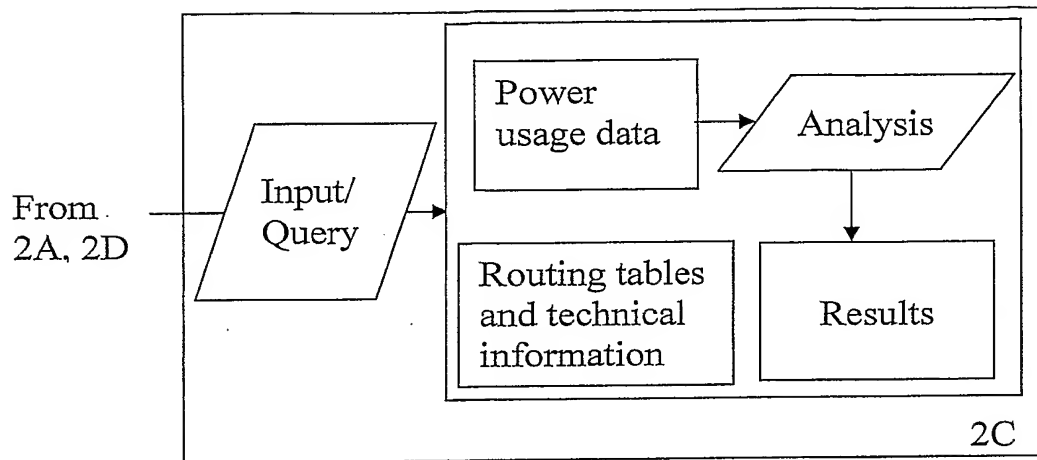 From
2A, 2D
Input/
Query
Power
usage data
Analysis
Routing tables
and technical
information
Results
2C